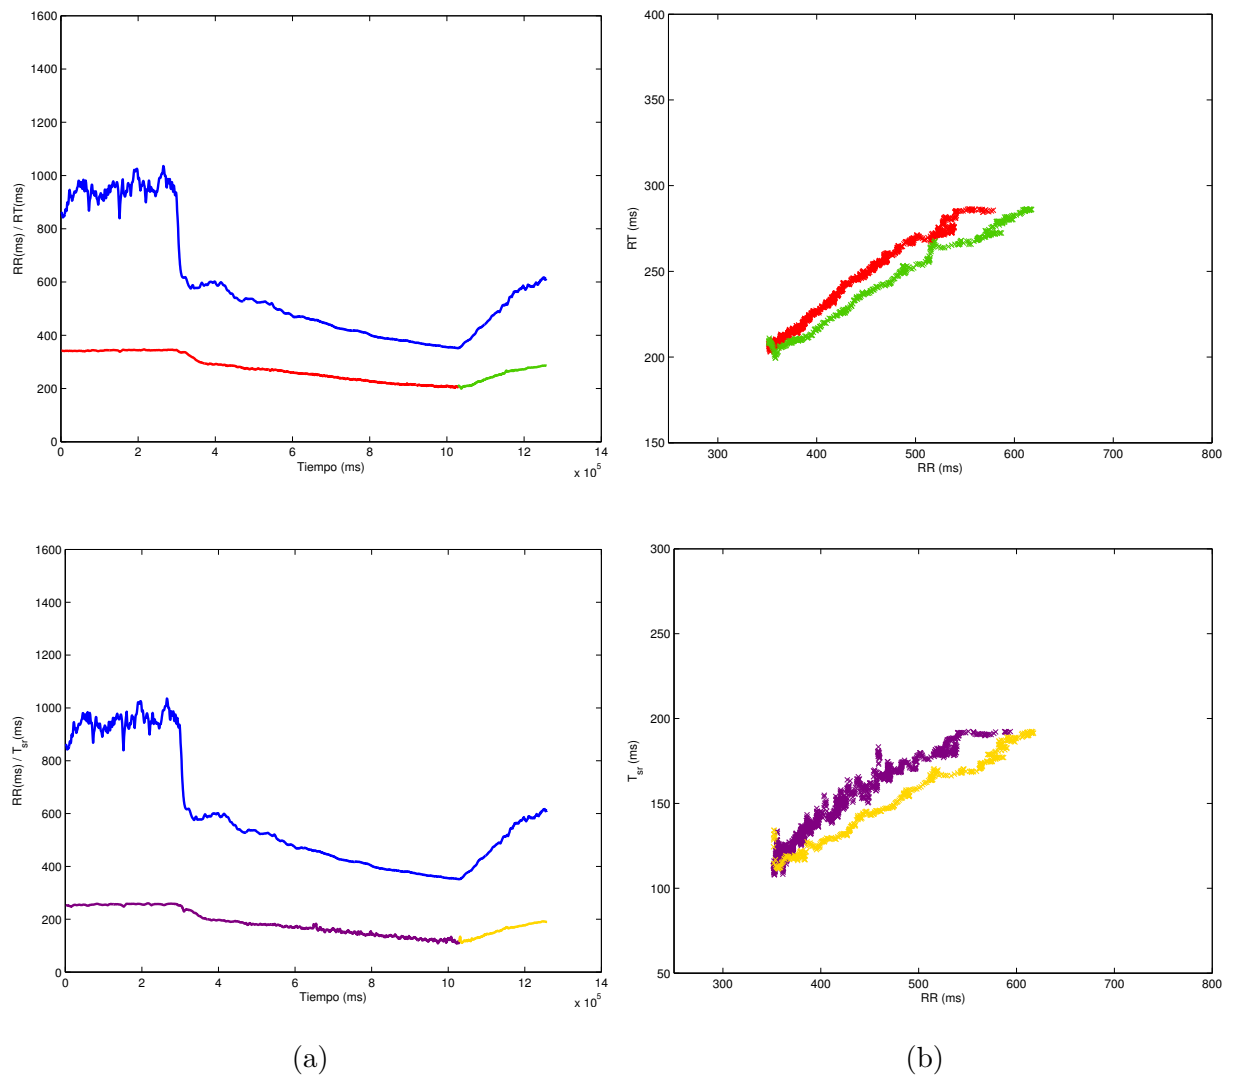 1600
1400
1200
1000
800
600
400
200
0
RR(ms) / RT(ms)
0 2 4 6 8 10 12 14
Tiempo (ms)
x 10^5
400
350
300
250
200
150
RT (ms)
300 400 500 600 700 800
RR (ms)
1600
1400
1200
1000
800
600
400
200
0
RR(ms) / T_sr(ms)
0 2 4 6 8 10 12 14
Tiempo (ms)
x 10^5
300
250
200
150
100
50
T_sr (ms)
300 400 500 600 700 800
RR (ms)
(a) (b)